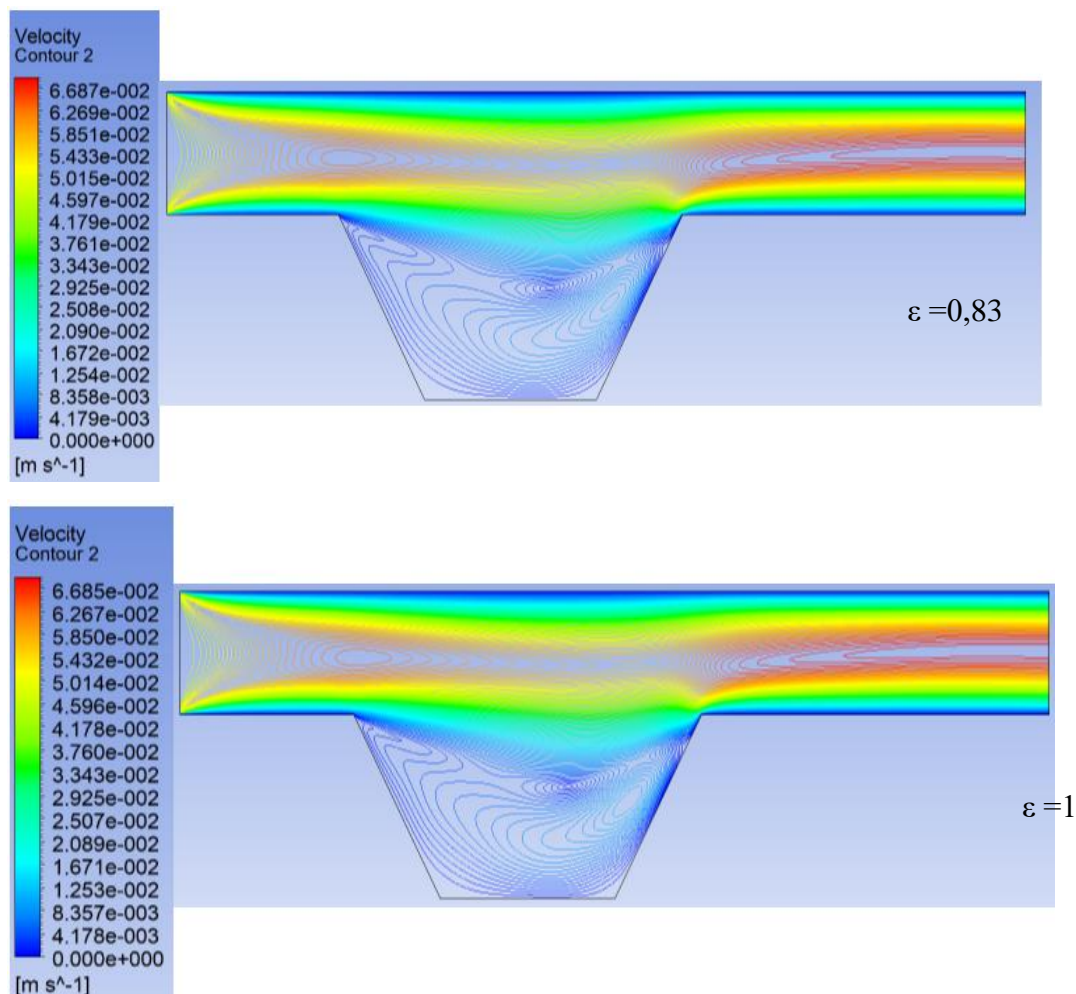 Velocity
Contour 2
6.687e-002
6.269e-002
5.851e-002
5.433e-002
5.015e-002
4.597e-002
4.179e-002
3.761e-002
3.343e-002
2.925e-002
2.508e-002
2.090e-002
1.672e-002
1.254e-002
8.358e-003
4.179e-003
0.000e+000
[m s^-1]
ε =0,83
Velocity
Contour 2
6.685e-002
6.267e-002
5.850e-002
5.432e-002
5.014e-002
4.596e-002
4.178e-002
3.760e-002
3.343e-002
2.925e-002
2.507e-002
2.089e-002
1.671e-002
1.253e-002
8.357e-003
4.178e-003
0.000e+000
[m s^-1]
ε =1